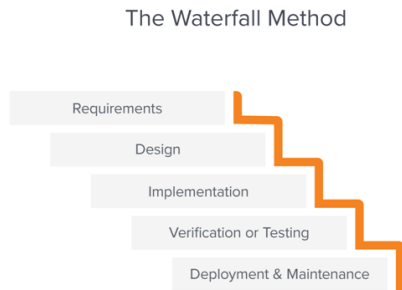 The Waterfall Method
Requirements
Design
Implementation
Verification or Testing
Deployment & Maintenance